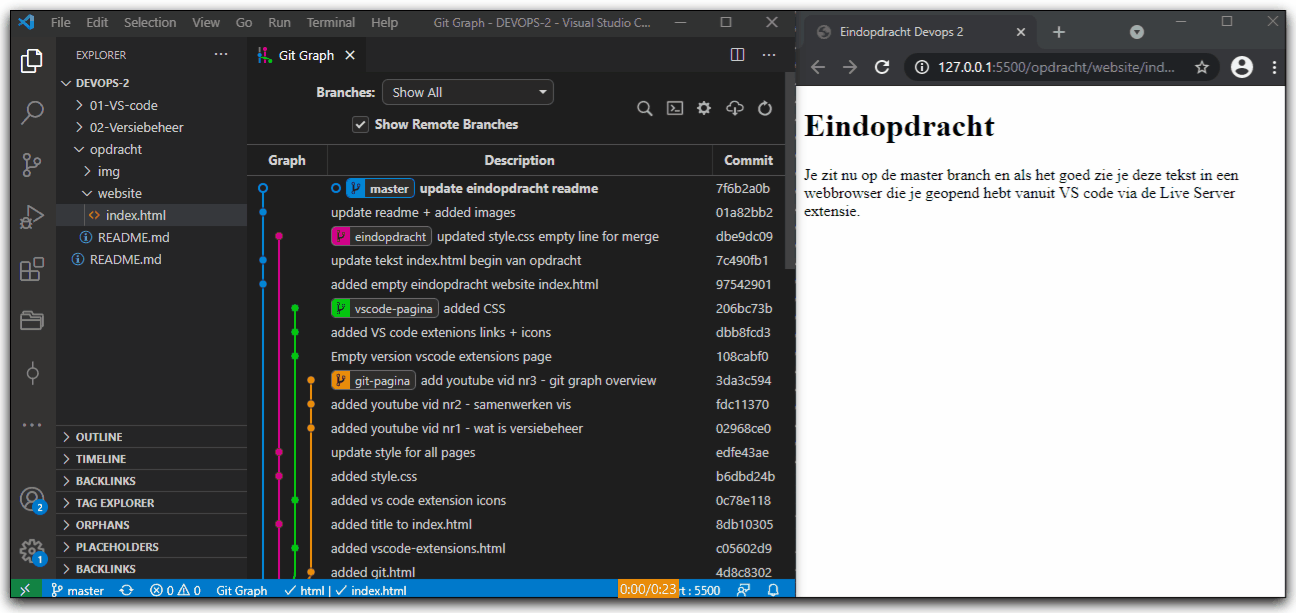 File Edit Selection View Go Run Terminal Help Git Graph - DEVOPS-2 - Visual Studio C...
EXPLORER
DEVOPS-2
01-VS-code
02-Versiebeheer
opdracht
img
website
index.html
README.md
README.md
OUTLINE
TIMELINE
BACKLINKS
TAG EXPLORER
ORPHANS
PLACEHOLDERS
BACKLINKS
2
1
Git Graph
Branches: Show All
Show Remote Branches
Graph Description Commit
master update eindopdracht readme 7f6b2a0b
update readme + added images 01a82bb2
eindopdracht updated style.css empty line for merge dbe9dc09
update tekst index.html begin van opdracht 7c490fb1
added empty eindopdracht website index.html 97542901
vscode-pagina added CSS 206bc73b
added VS code extenions links + icons dbb8fcd3
Empty version vscode extensions page 108cabf0
git-pagina add youtube vid nr3 - git graph overview 3da3c594
added youtube vid nr2 - samenwerken vis fdc11370
added youtube vid nr1 - wat is versiebeheer 02968ce0
update style for all pages edfe43ae
added style.css b6dbd24b
added vs code extension icons 0c78e118
added title to index.html 8db10305
added vscode-extensions.html c05602d9
added git.html 4d8c8302
master 0 0 Git Graph html | index.html 0:00/0:23 rt : 5500
Eindopdracht Devops 2
127.0.0.1:5500/opdracht/website/ind...
Eindopdracht
Je zit nu op de master branch en als het goed zie je deze tekst in een
webbrowser die je geopend hebt vanuit VS code via de Live Server
extensie.